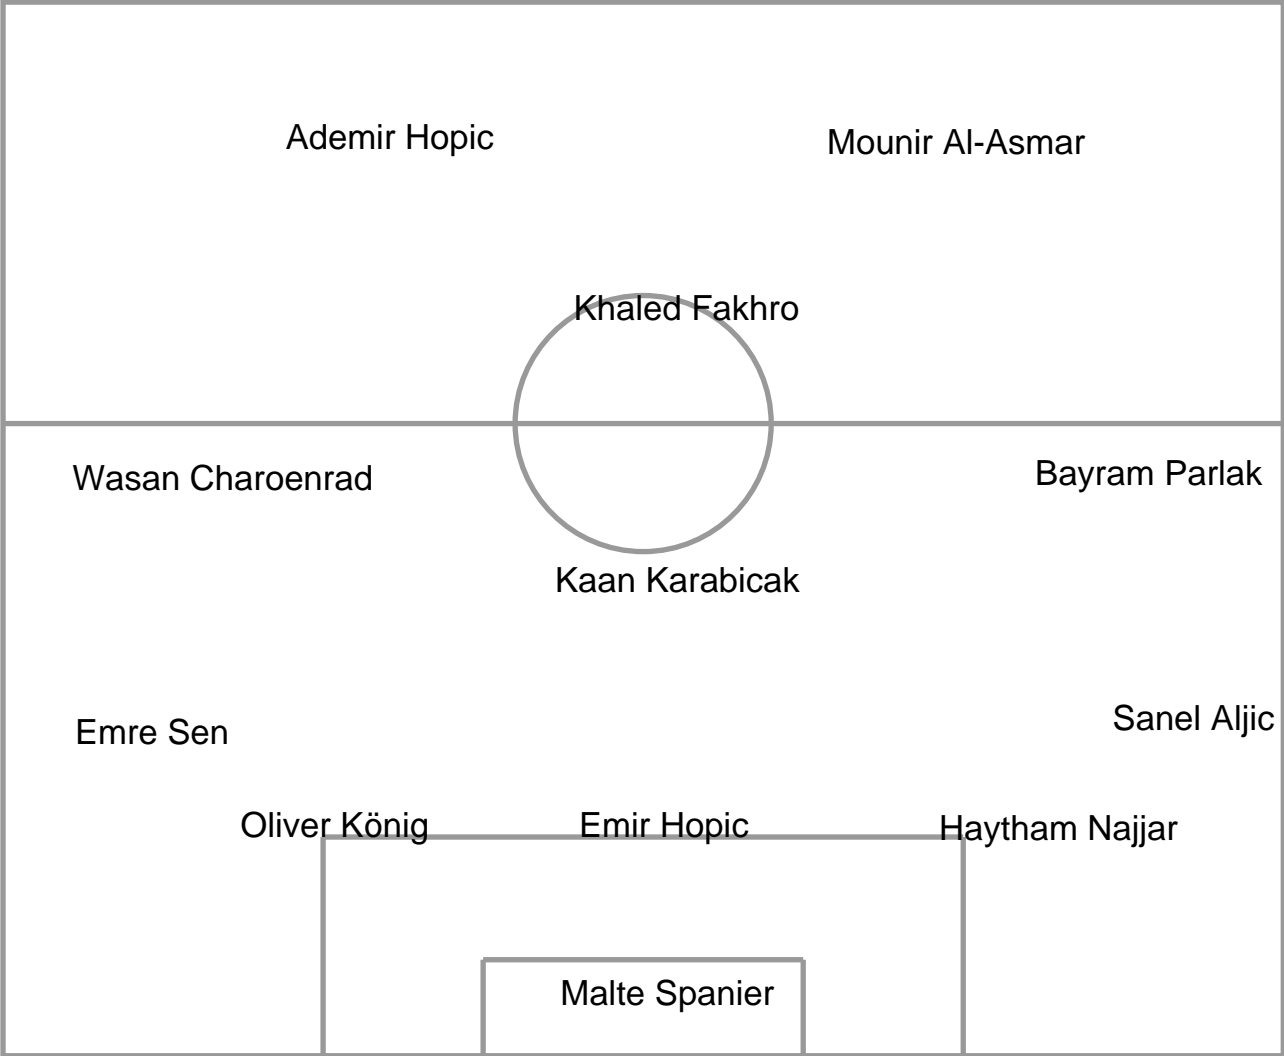 Ademir Hopic
Mounir Al-Asmar
Khaled Fakhro
Wasan Charoenrad
Bayram Parlak
Kaan Karabicak
Emre Sen
Sanel Aljic
Oliver König
Emir Hopic
Haytham Najjar
Malte Spanier